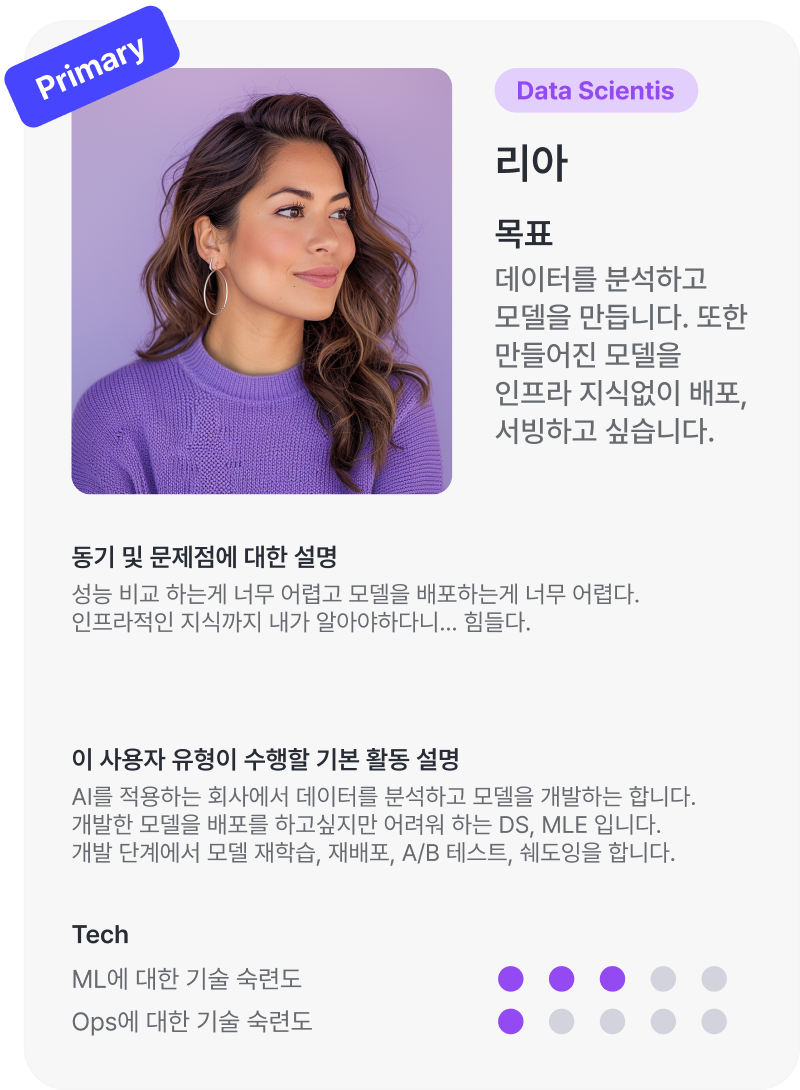 Primary
Data Scientis
리아
목표
데이터를 분석하고
모델을 만듭니다. 또한
만들어진 모델을
인프라 지식없이 배포,
서빙하고 싶습니다.
동기 및 문제점에 대한 설명
성능 비교 하는게 너무 어렵고 모델을 배포하는게 너무 어렵다.
인프라적인 지식까지 내가 알아야하다니... 힘들다.
이 사용자 유형이 수행할 기본 활동 설명
AI를 적용하는 회사에서 데이터를 분석하고 모델을 개발하는 합니다.
개발한 모델을 배포를 하고싶지만 어려워 하는 DS, MLE 입니다.
개발 단계에서 모델 재학습, 재배포, A/B 테스트, 쉐도잉을 합니다.
Tech
ML에 대한 기술 숙련도
Ops에 대한 기술 숙련도